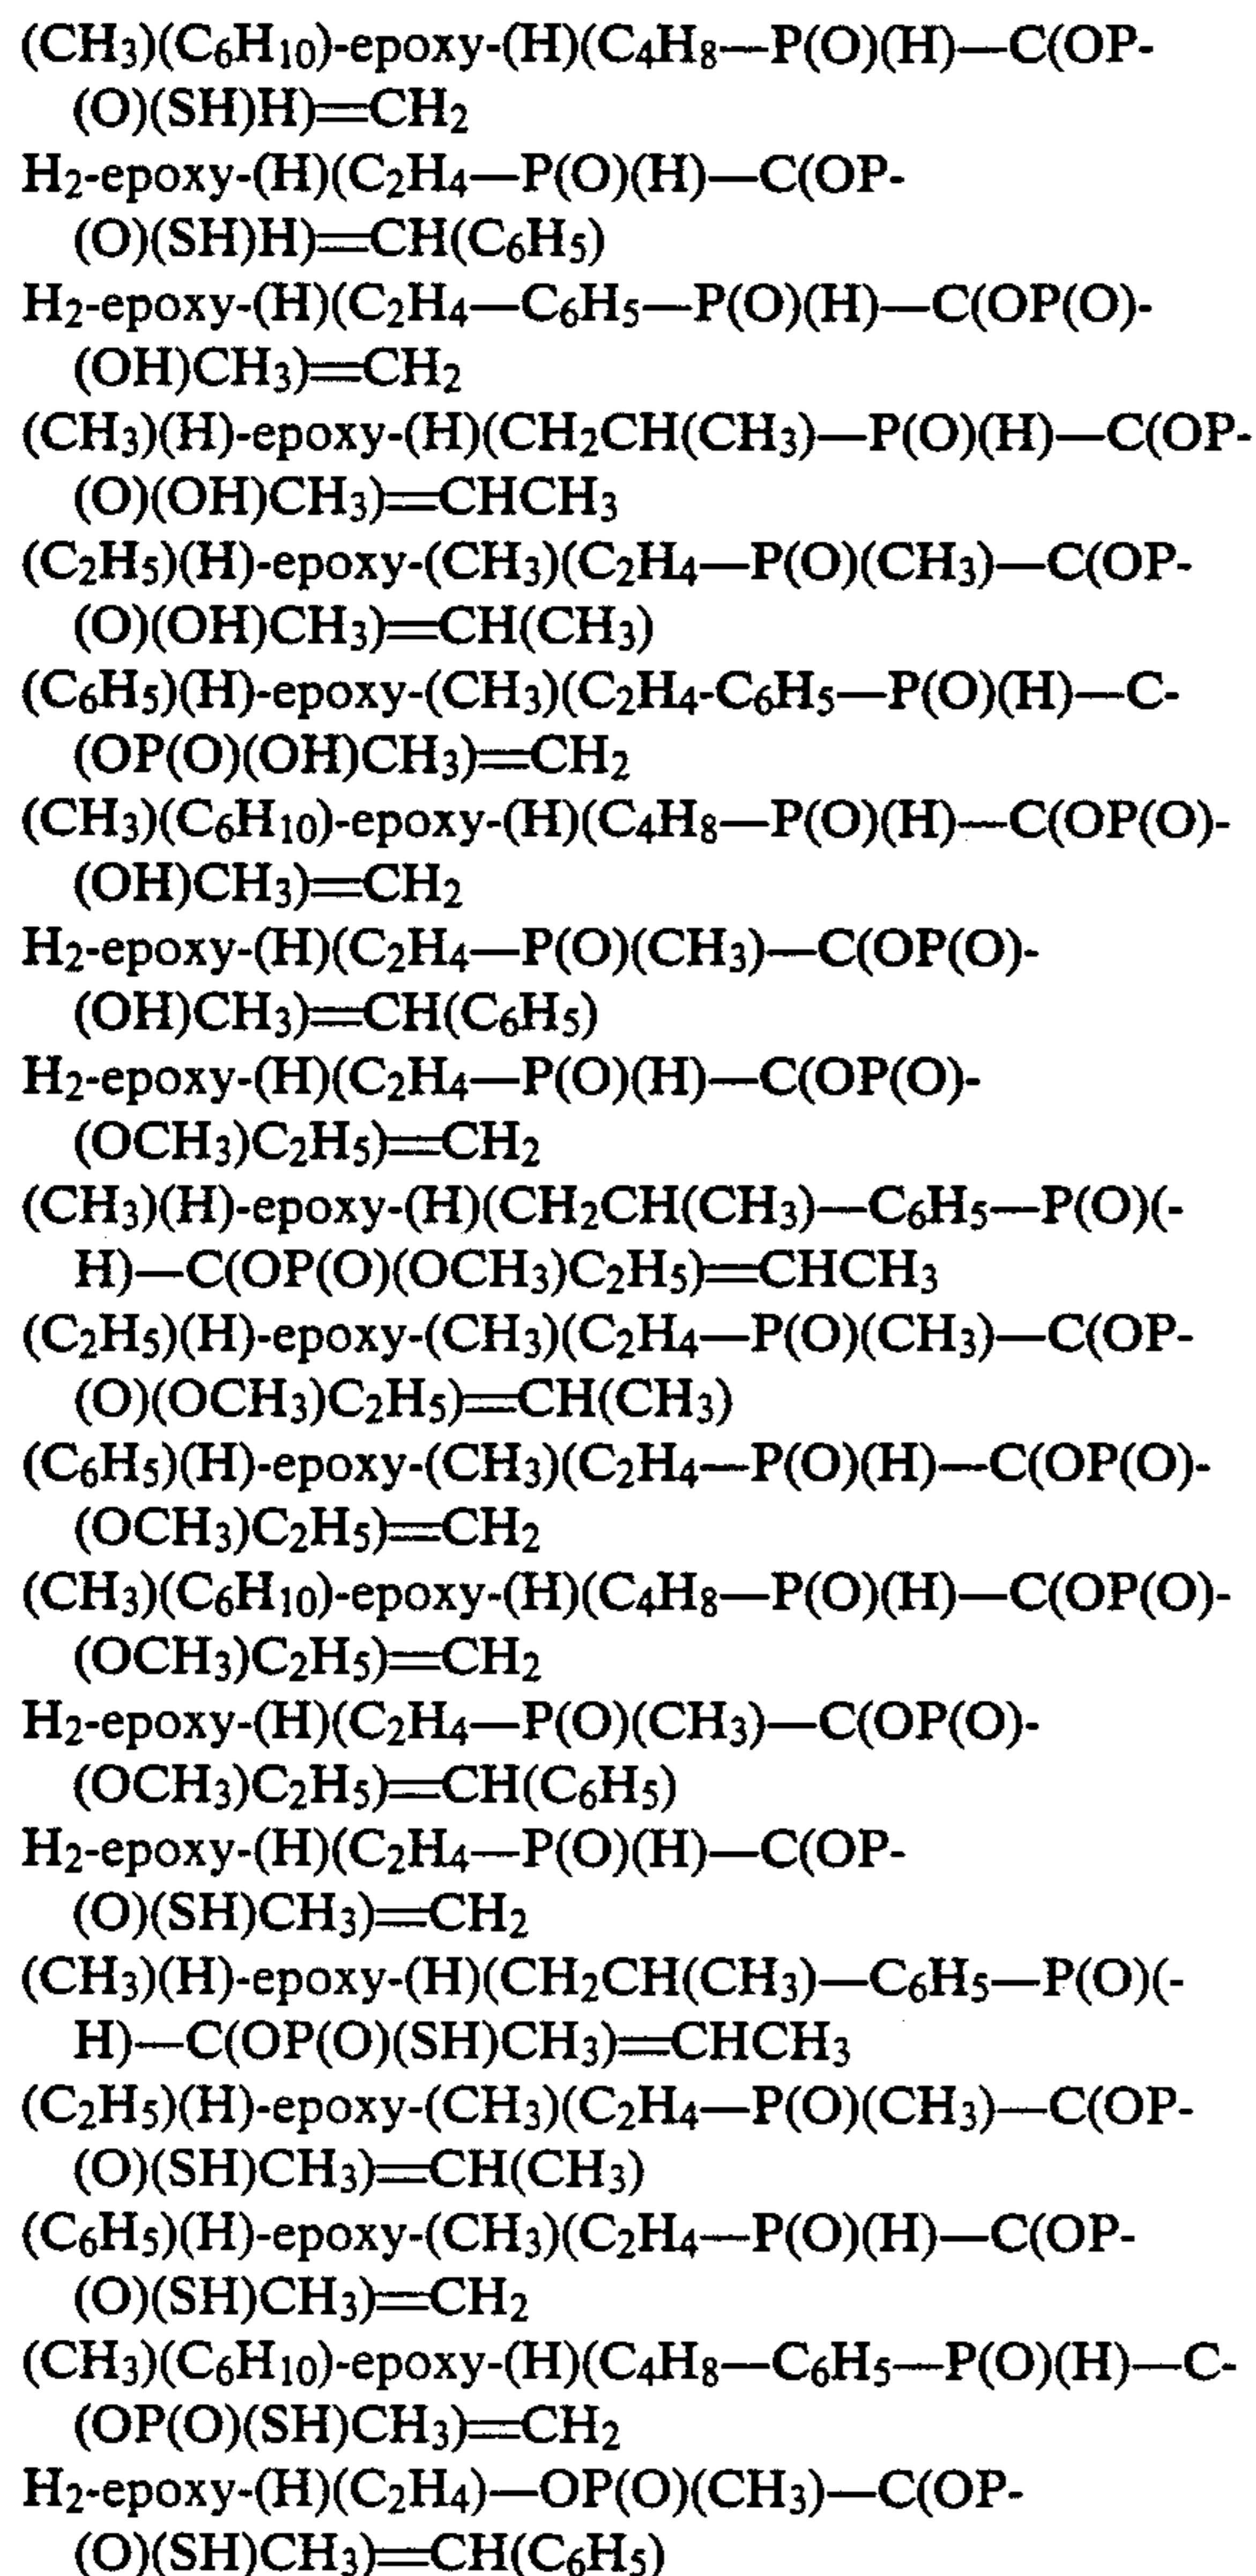 (CH₃)(C₆H₁₀)-epoxy-(H)(C₄H₈—P(O)(H)—C(OP-
(O)(SH)H)═CH₂
H₂-epoxy-(H)(C₂H₄—P(O)(H)—C(OP-
(O)(SH)H)═CH(C₆H₅)
H₂-epoxy-(H)(C₂H₄—C₆H₅—P(O)(H)—C(OP(O)-
(OH)CH₃)═CH₂
(CH₃)(H)-epoxy-(H)(CH₂CH(CH₃)—P(O)(H)—C(OP-
(O)(OH)CH₃)═CHCH₃
(C₂H₅)(H)-epoxy-(CH₃)(C₂H₄—P(O)(CH₃)—C(OP-
(O)(OH)CH₃)═CH(CH₃)
(C₆H₅)(H)-epoxy-(CH₃)(C₂H₄-C₆H₅—P(O)(H)—C-
(OP(O)(OH)CH₃)═CH₂
(CH₃)(C₆H₁₀)-epoxy-(H)(C₄H₈—P(O)(H)—C(OP(O)-
(OH)CH₃)═CH₂
H₂-epoxy-(H)(C₂H₄—P(O)(CH₃)—C(OP(O)-
(OH)CH₃)═CH(C₆H₅)
H₂-epoxy-(H)(C₂H₄—P(O)(H)—C(OP(O)-
(OCH₃)C₂H₅)═CH₂
(CH₃)(H)-epoxy-(H)(CH₂CH(CH₃)—C₆H₅—P(O)(-
H)—C(OP(O)(OCH₃)C₂H₅)═CHCH₃
(C₂H₅)(H)-epoxy-(CH₃)(C₂H₄—P(O)(CH₃)—C(OP-
(O)(OCH₃)C₂H₅)═CH(CH₃)
(C₆H₅)(H)-epoxy-(CH₃)(C₂H₄—P(O)(H)—C(OP(O)-
(OCH₃)C₂H₅)═CH₂
(CH₃)(C₆H₁₀)-epoxy-(H)(C₄H₈—P(O)(H)—C(OP(O)-
(OCH₃)C₂H₅)═CH₂
H₂-epoxy-(H)(C₂H₄—P(O)(CH₃)—C(OP(O)-
(OCH₃)C₂H₅)═CH(C₆H₅)
H₂-epoxy-(H)(C₂H₄—P(O)(H)—C(OP-
(O)(SH)CH₃)═CH₂
(CH₃)(H)-epoxy-(H)(CH₂CH(CH₃)—C₆H₅—P(O)(-
H)—C(OP(O)(SH)CH₃)═CHCH₃
(C₂H₅)(H)-epoxy-(CH₃)(C₂H₄—P(O)(CH₃)—C(OP-
(O)(SH)CH₃)═CH(CH₃)
(C₆H₅)(H)-epoxy-(CH₃)(C₂H₄—P(O)(H)—C(OP-
(O)(SH)CH₃)═CH₂
(CH₃)(C₆H₁₀)-epoxy-(H)(C₄H₈—C₆H₅—P(O)(H)—C-
(OP(O)(SH)CH₃)═CH₂
H₂-epoxy-(H)(C₂H₄)—OP(O)(CH₃)—C(OP-
(O)(SH)CH₃)═CH(C₆H₅)